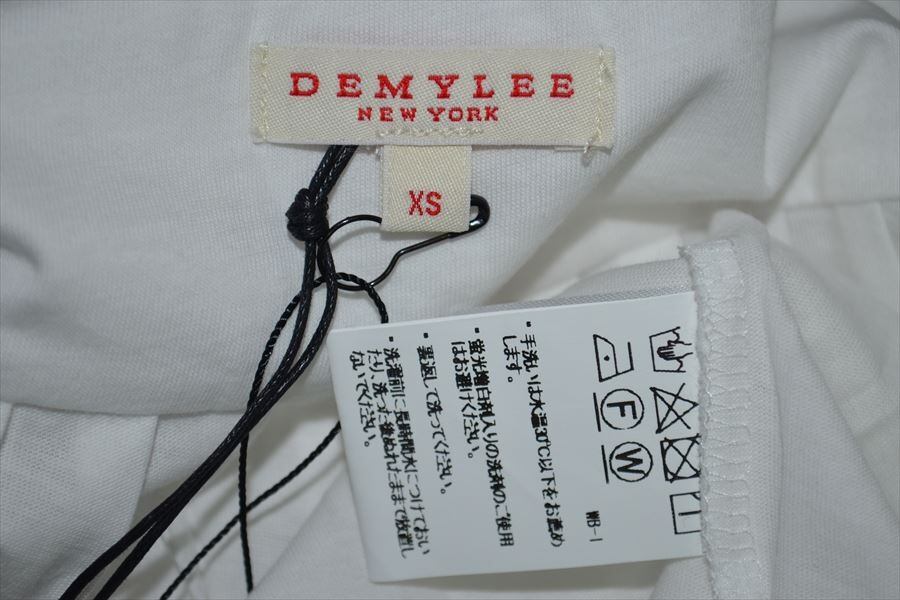 DEMYLEE
NEW YORK
XS
F
W
・手洗いは水温30℃以下をお薦め
します。
・蛍光増白剤入りの洗剤のご使用
はお避けください。
・裏返して洗ってください。
・洗濯前に長時間水につけておい
たり、洗った後ぬれたままで放置し
ないでください。
WB-1